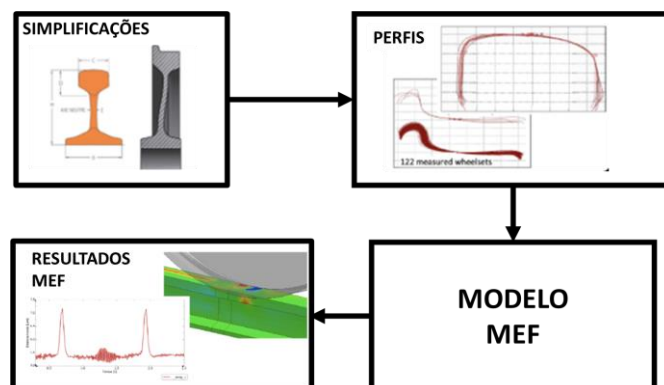 SIMPLIFICAÇÕES
PERFIS
122 measured wheelsets
RESULTADOS
MEF
MODELO
MEF